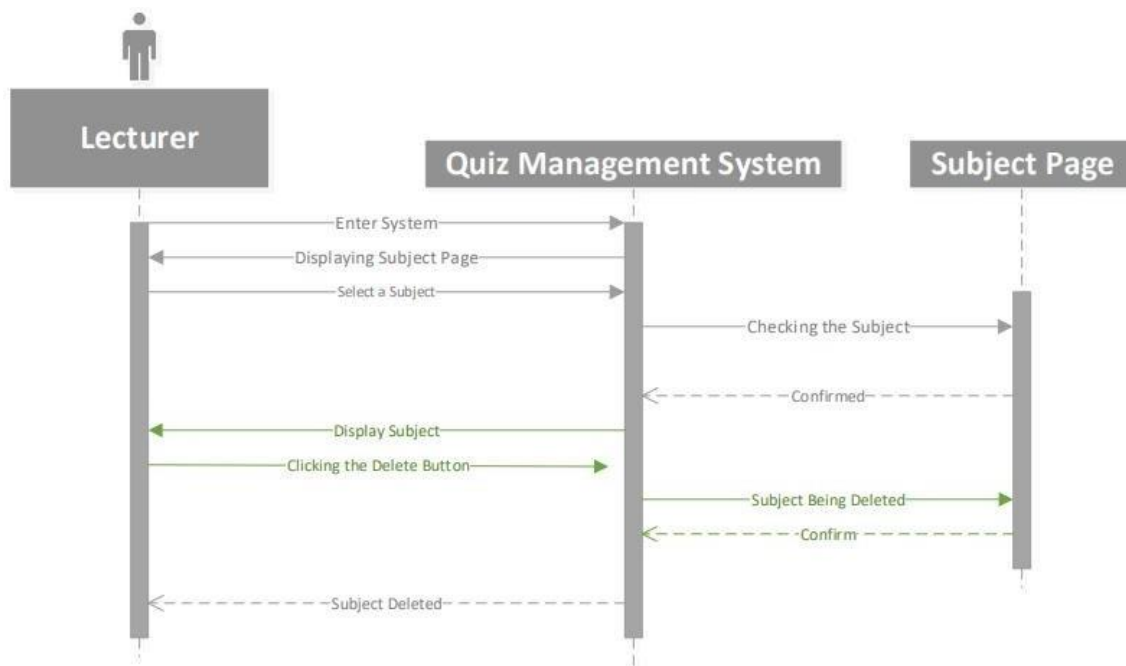 Lecturer
Quiz Management System
Subject Page
Enter System
Displaying Subject Page
Select a Subject
Checking the Subject
Confirmed
Display Subject
Clicking the Delete Button
Subject Being Deleted
Confirm
Subject Deleted